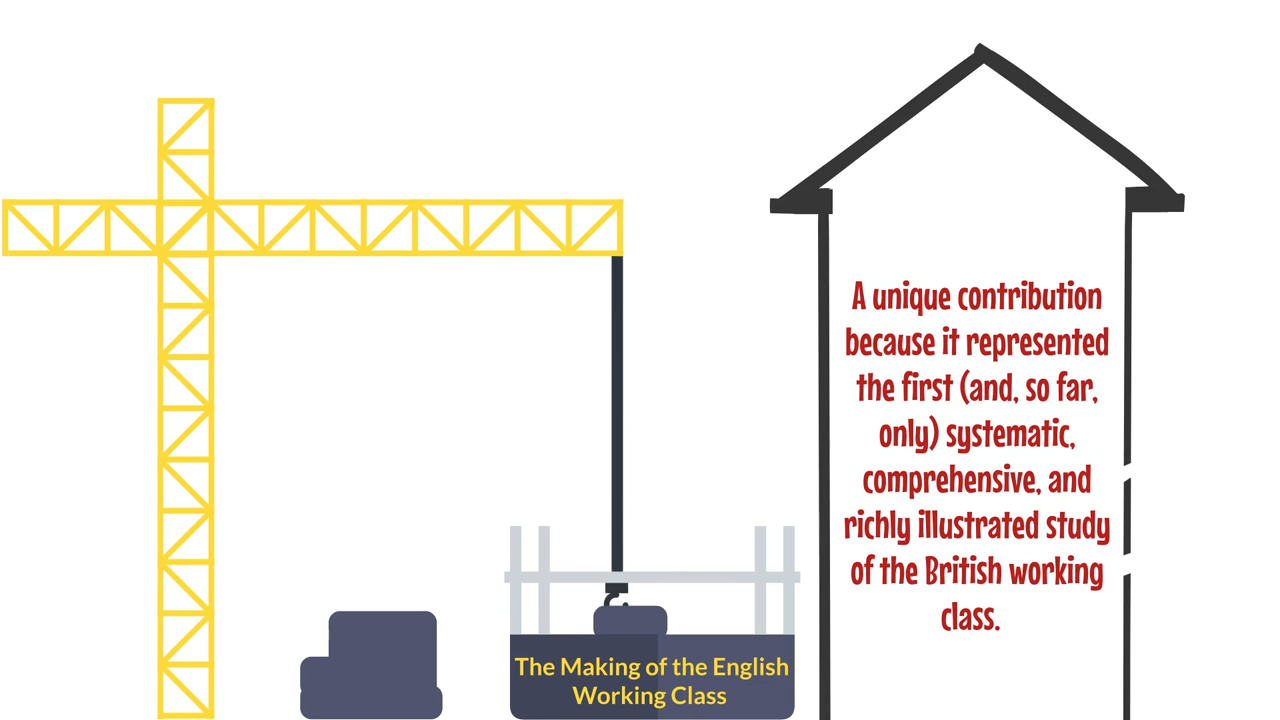 A unique contribution
because it represented
the first (and, so far,
only) systematic,
comprehensive, and
richly illustrated study
of the British working
class.
The Making of the English
Working Class